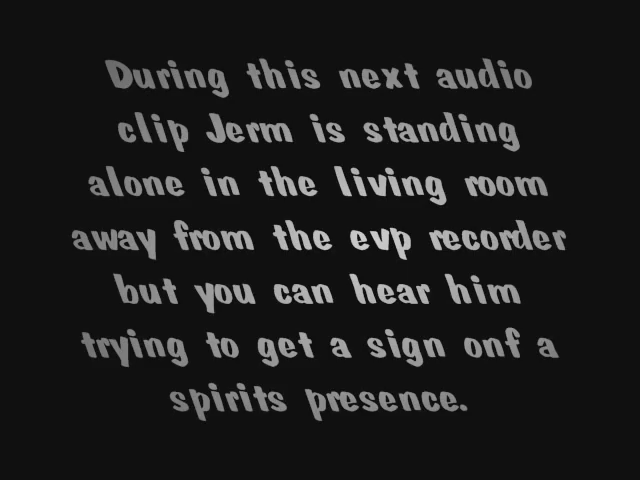 During this next audio
clip Jerm is standing
alone in the living room
away from the evp recorder
but you can hear him
trying to get a sign onf a
spirits presence.